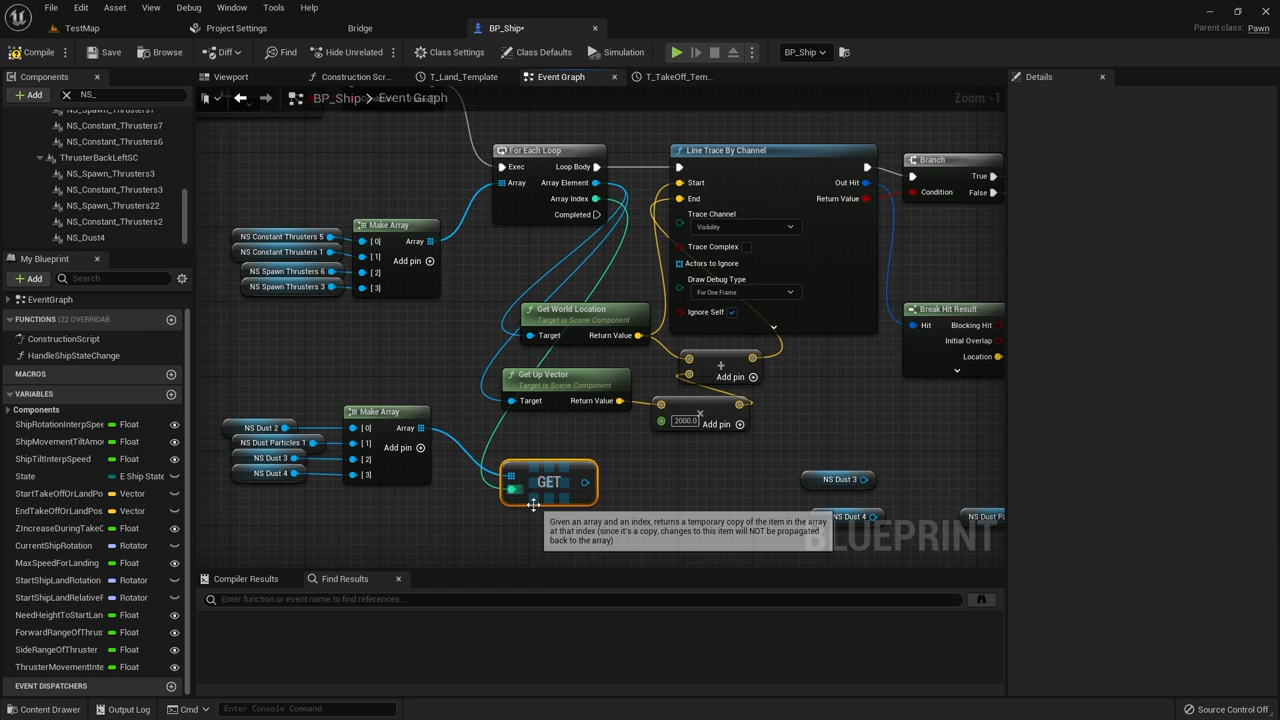 File Edit Asset View Debug Window Tools Help
Parent class: Pawn
TestMap
Project Settings
Bridge
BP_Ship*
Compile
Save
Browse
Diff
Find
Hide Unrelated
Class Settings
Class Defaults
Simulation
BP_Ship
Components
Add
NS_
NS_Constant_Thrusters7
NS_Constant_Thrusters6
ThrusterBackLeftSC
NS_Spawn_Thrusters3
NS_Constant_Thrusters3
NS_Spawn_Thrusters22
NS_Constant_Thrusters2
NS_Dust4
My Blueprint
Add
Search
EventGraph
FUNCTIONS (22 OVERRIDAB
ConstructionScript
HandleShipStateChange
MACROS
VARIABLES
Components
ShipRotationInterpSpee Float
ShipMovementTiltAmou Float
ShipTiltInterpSpeed Float
State E Ship State
StartTakeOffOrLandPo Vector
EndTakeOffOrLandPos Vector
ZIncreaseDuringTakeO Float
CurrentShipRotation Rotator
MaxSpeedForLanding Float
StartShipLandRotation Rotator
StartShipLandRelativeF Rotator
NeedHeightToStartLan Float
ForwardRangeOfThrus Float
SideRangeOfThruster Float
ThrusterMovementInte Float
EVENT DISPATCHERS
Viewport
Construction Scr...
T_Land_Template
Event Graph
T_TakeOff_Tem...
BP_Ship > Event Graph
Zoom -1
For Each Loop
Exec Loop Body
Array Array Element
Array Index
Completed
Line Trace By Channel
Start Out Hit
End Return Value
Trace Channel
Visibility
Trace Complex
Actors to Ignore
Draw Debug Type
For One Frame
Ignore Self
Branch
True
Condition False
Make Array
Constant Thrusters 5 [0] Array
Constant Thrusters 1 [1] Add pin
NS Spawn Thrusters 6 [2]
NS Spawn Thrusters 3 [3]
Get World Location
Target is Scene Component
Target Return Value
+
Add pin
Break Hit Result
Hit Blocking Hit
Initial Overlap
Location
Get Up Vector
Target is Scene Component
Target Return Value
2000.0 Add pin
Make Array
NS Dust 2 [0] Array
NS Dust Particles 1 [1] Add pin
NS Dust 3 [2]
NS Dust 4 [3]
GET
NS Dust 3
NS Dust 4
Given an array and an index, returns a temporary copy of the item in the array
at that index (since it's a copy, changes to this item will NOT be propagated
back to the array)
BLUEPRINT
Compiler Results
Find Results
Enter function or event name to find references...
Details
Content Drawer
Output Log
Cmd
Enter Console Command
Source Control Off